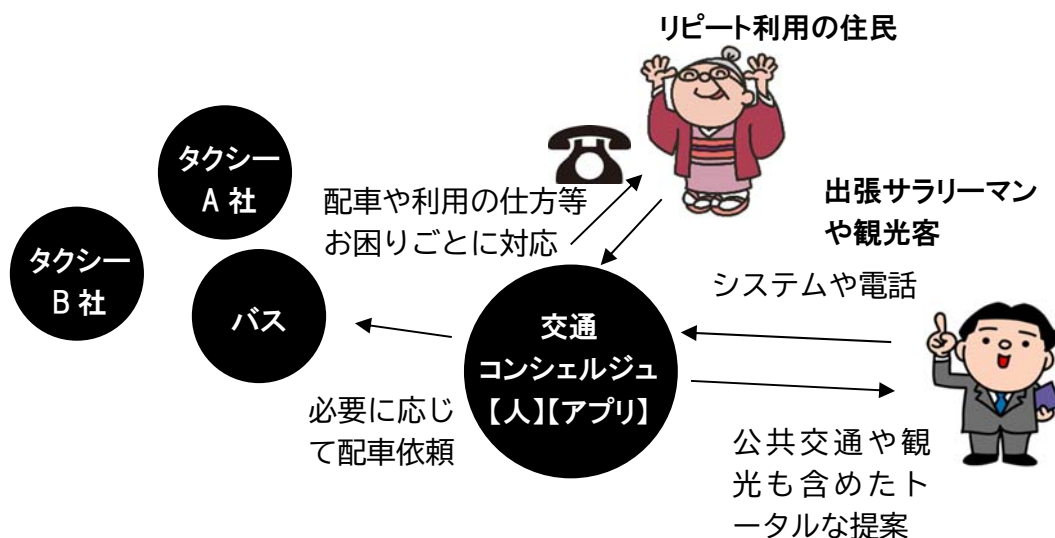 リピート利用の住民
タクシー
A 社
配車や利用の仕方等
お困りごとに対応
出張サラリーマン
や観光客
タクシー
B 社
バス
システムや電話
交通
コンシェルジュ
【人】【アプリ】
必要に応じ
て配車依頼
公共交通や観
光も含めたト
ータルな提案